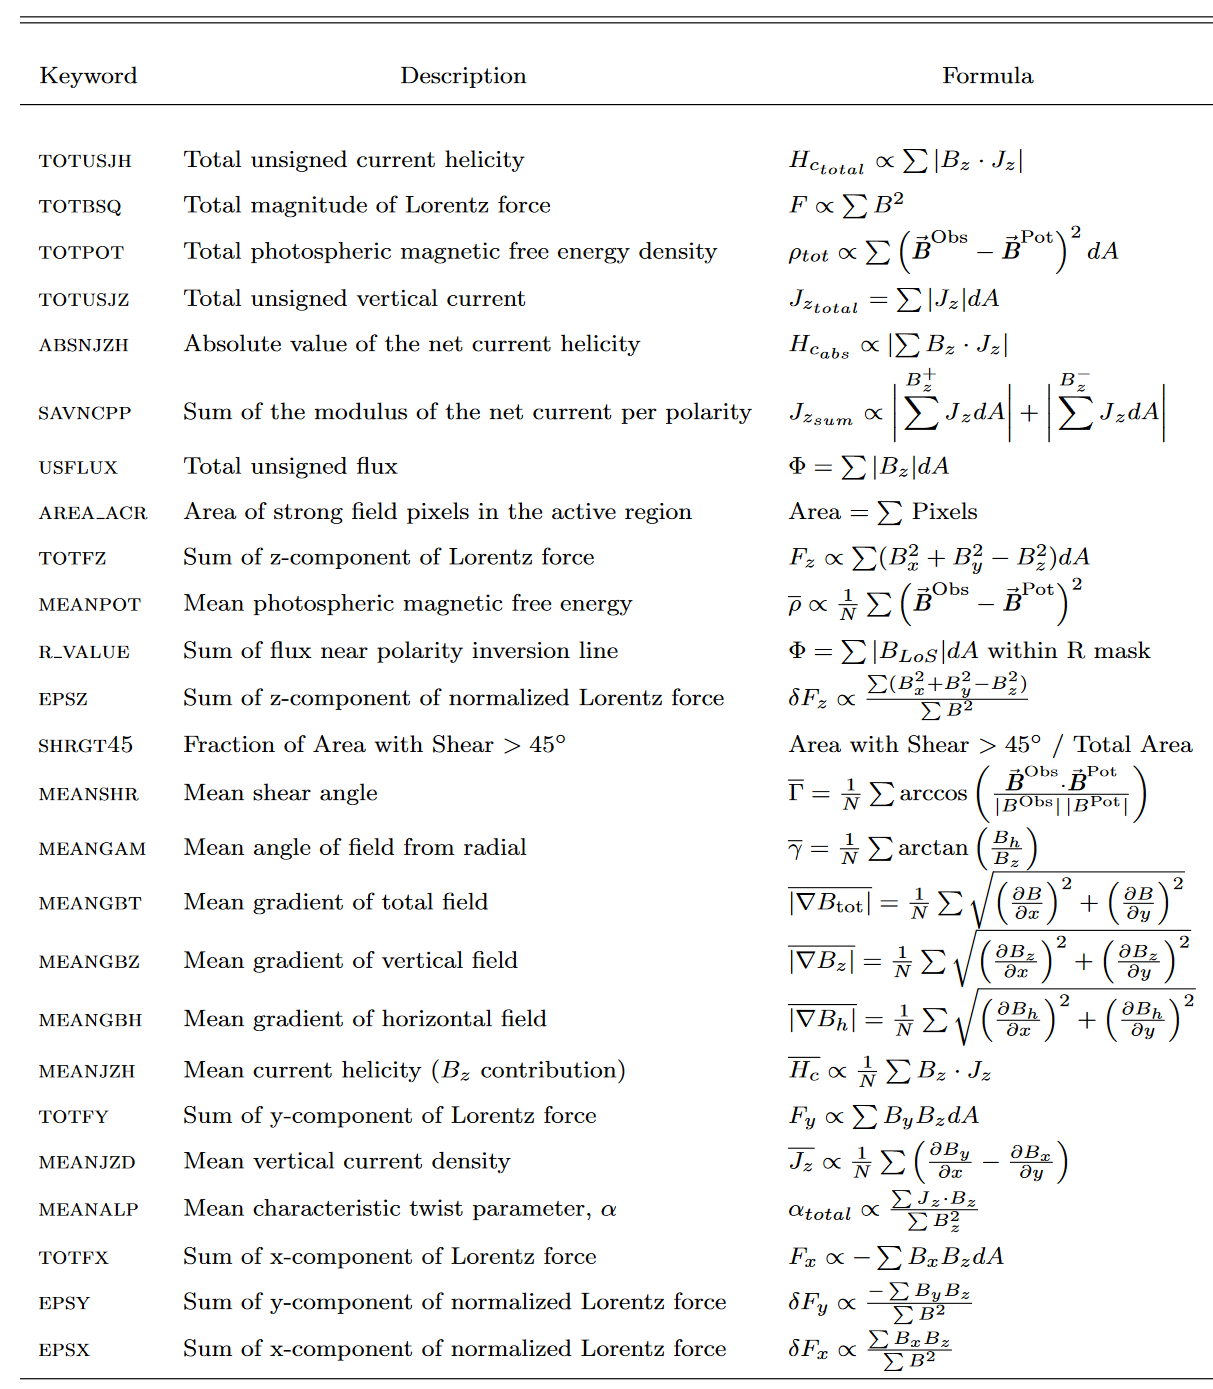 Keyword Description Formula
TOTUSJH Total unsigned current helicity $H_{c_{total}} \propto \sum |B_z \cdot J_z|$
TOTBSQ Total magnitude of Lorentz force $F \propto \sum B^2$
TOTPOT Total photospheric magnetic free energy density $\rho_{tot} \propto \sum \left( \vec{B}^{\text{Obs}} - \vec{B}^{\text{Pot}} \right)^2 dA$
TOTUSJZ Total unsigned vertical current $J_{z_{total}} = \sum |J_z| dA$
ABSNJZH Absolute value of the net current helicity $H_{c_{abs}} \propto |\sum B_z \cdot J_z|$
SAVNCPP Sum of the modulus of the net current per polarity $J_{z_{sum}} \propto \left| \sum^{B_z^+} J_z dA \right| + \left| \sum^{B_z^-} J_z dA \right|$
USFLUX Total unsigned flux $\Phi = \sum |B_z| dA$
AREA_ACR Area of strong field pixels in the active region Area = $\sum$ Pixels
TOTFZ Sum of z-component of Lorentz force $F_z \propto \sum (B_x^2 + B_y^2 - B_z^2) dA$
MEANPOT Mean photospheric magnetic free energy $\overline{\rho} \propto \frac{1}{N} \sum \left( \vec{B}^{\text{Obs}} - \vec{B}^{\text{Pot}} \right)^2$
R_VALUE Sum of flux near polarity inversion line $\Phi = \sum |B_{LoS}| dA$ within R mask
EPSZ Sum of z-component of normalized Lorentz force $\delta F_z \propto \frac{\sum (B_x^2 + B_y^2 - B_z^2)}{\sum B^2}$
SHRGT45 Fraction of Area with Shear > 45° Area with Shear > 45° / Total Area
MEANSHR Mean shear angle $\overline{\Gamma} = \frac{1}{N} \sum \arccos \left( \frac{\vec{B}^{\text{Obs}} \cdot \vec{B}^{\text{Pot}}}{|B^{\text{Obs}}| \, |B^{\text{Pot}}|} \right)$
MEANGAM Mean angle of field from radial $\overline{\gamma} = \frac{1}{N} \sum \arctan \left( \frac{B_h}{B_z} \right)$
MEANGBT Mean gradient of total field $\overline{|\nabla B_{\text{tot}}|} = \frac{1}{N} \sum \sqrt{\left( \frac{\partial B}{\partial x} \right)^2 + \left( \frac{\partial B}{\partial y} \right)^2}$
MEANGBZ Mean gradient of vertical field $\overline{|\nabla B_z|} = \frac{1}{N} \sum \sqrt{\left( \frac{\partial B_z}{\partial x} \right)^2 + \left( \frac{\partial B_z}{\partial y} \right)^2}$
MEANGBH Mean gradient of horizontal field $\overline{|\nabla B_h|} = \frac{1}{N} \sum \sqrt{\left( \frac{\partial B_h}{\partial x} \right)^2 + \left( \frac{\partial B_h}{\partial y} \right)^2}$
MEANJZH Mean current helicity ($B_z$ contribution) $\overline{H_c} \propto \frac{1}{N} \sum B_z \cdot J_z$
TOTFY Sum of y-component of Lorentz force $F_y \propto \sum B_y B_z dA$
MEANJZD Mean vertical current density $\overline{J_z} \propto \frac{1}{N} \sum \left( \frac{\partial B_y}{\partial x} - \frac{\partial B_x}{\partial y} \right)$
MEANALP Mean characteristic twist parameter, $\alpha$ $\alpha_{total} \propto \frac{\sum J_z \cdot B_z}{\sum B_z^2}$
TOTFX Sum of x-component of Lorentz force $F_x \propto - \sum B_x B_z dA$
EPSY Sum of y-component of normalized Lorentz force $\delta F_y \propto \frac{- \sum B_y B_z}{\sum B^2}$
EPSX Sum of x-component of normalized Lorentz force $\delta F_x \propto \frac{\sum B_x B_z}{\sum B^2}$